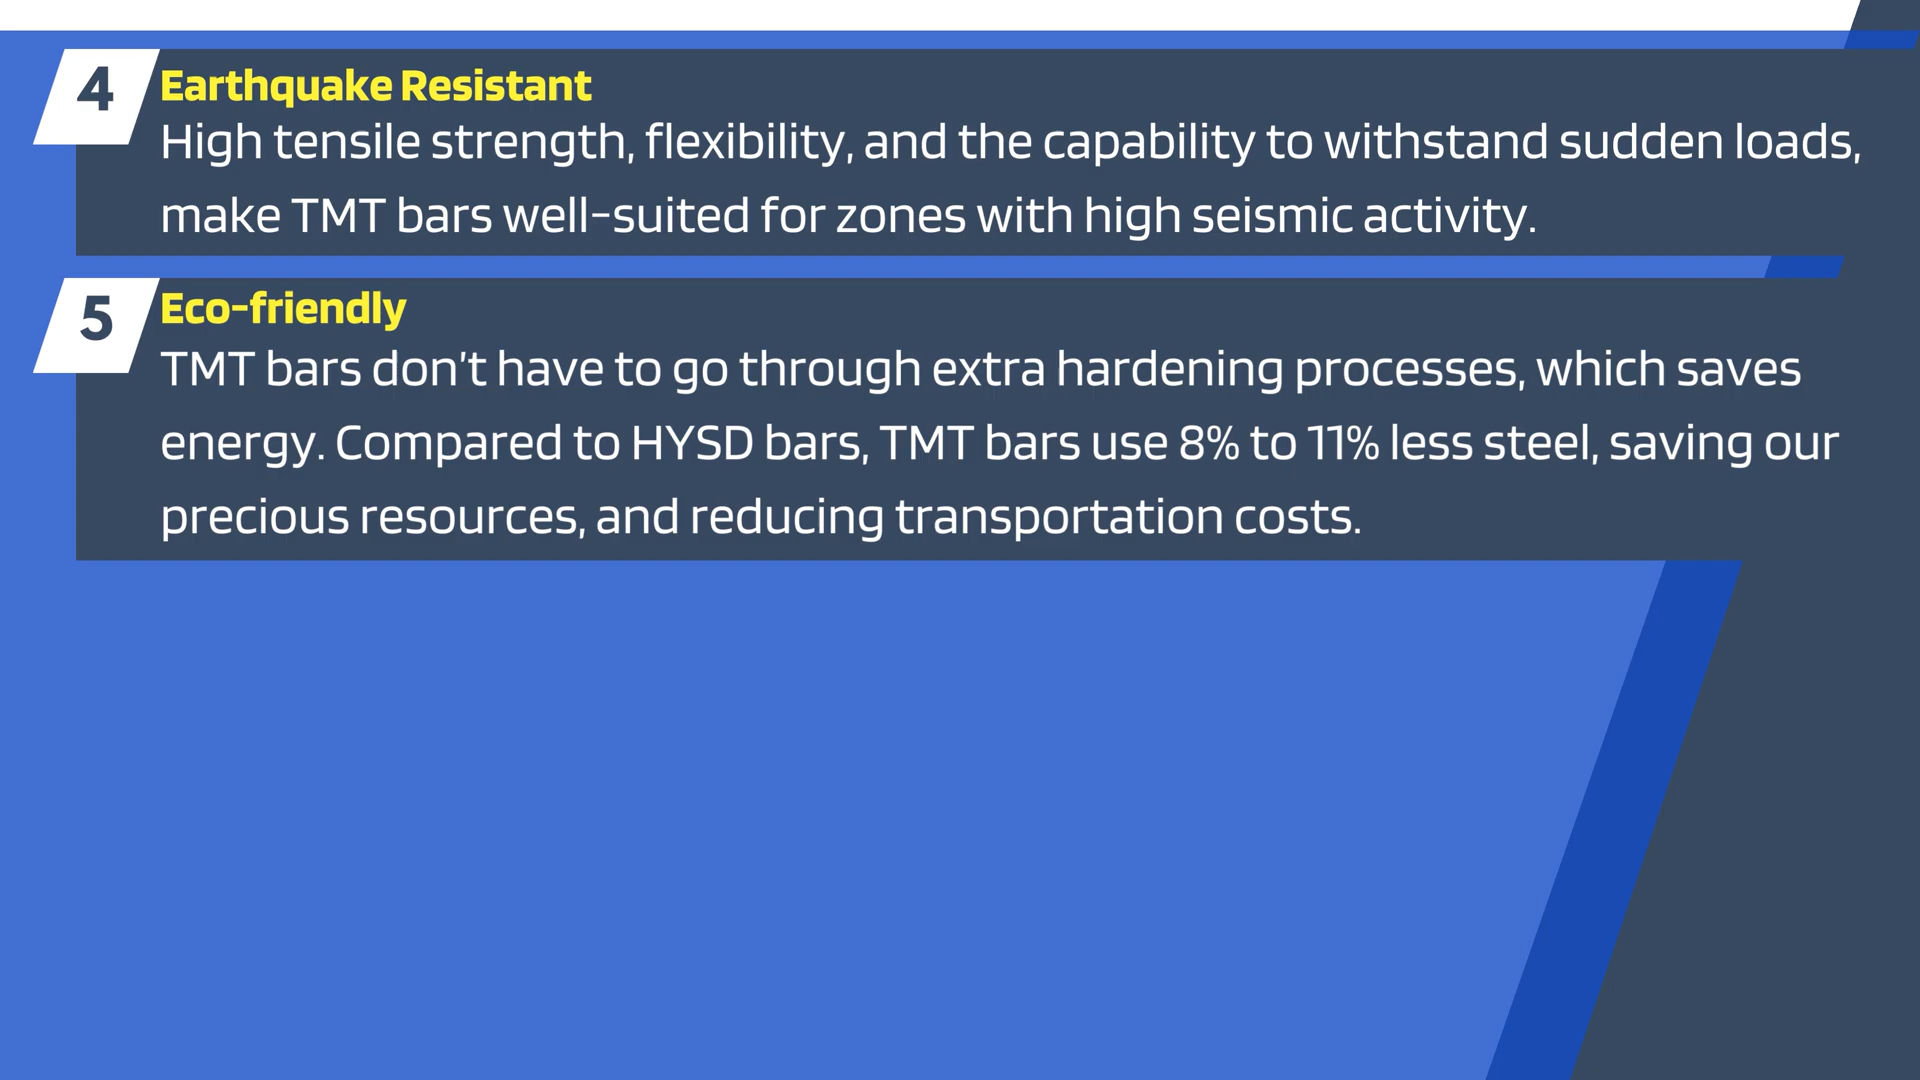 4
Earthquake Resistant
High tensile strength, flexibility, and the capability to withstand sudden loads,
make TMT bars well-suited for zones with high seismic activity.
5
Eco-friendly
TMT bars don't have to go through extra hardening processes, which saves
energy. Compared to HYSD bars, TMT bars use 8% to 11% less steel, saving our
precious resources, and reducing transportation costs.